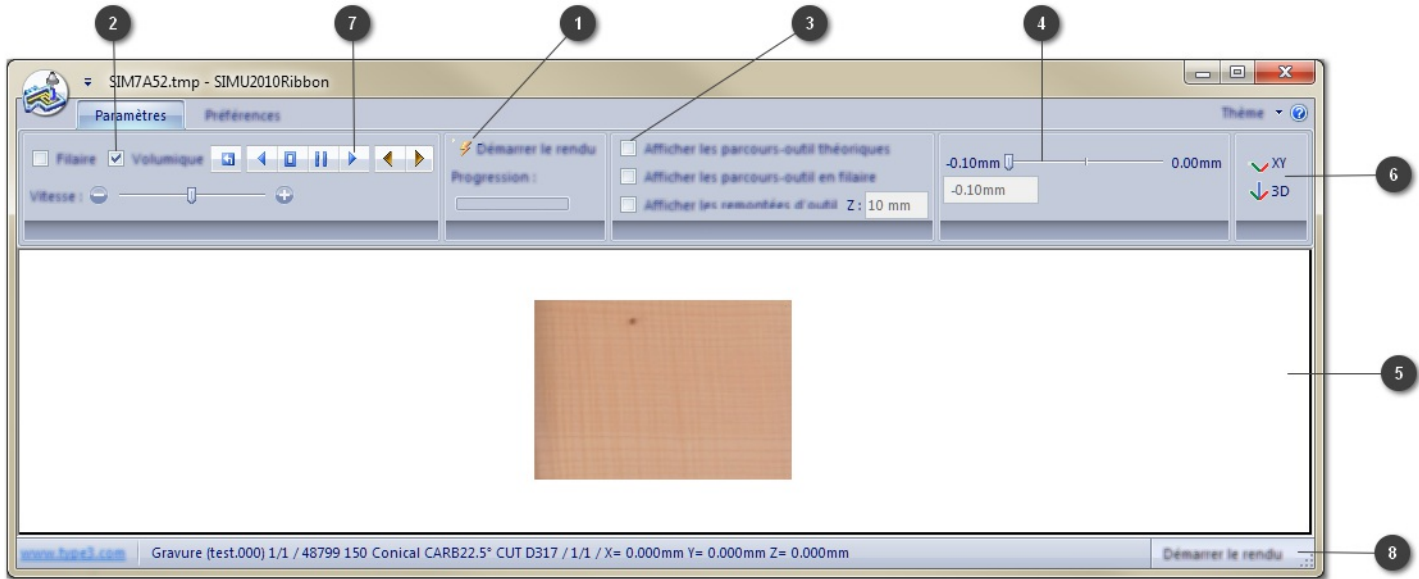 2
7
1
3
4
SIM7A52.tmp - SIMU2010Ribbon
Paramètres
Préférences
Thème
Filaire
Volumique
Démarrer le rendu
Afficher les parcours-outil théoriques
-0.10mm
0.00mm
XY
6
Progression :
Afficher les parcours-outil en filaire
Vitesse :
-0.10mm
3D
Afficher les remontées d'outil Z : 10 mm
5
www.type3.com
Gravure (test.000) 1/1 / 48799 150 Conical CARB22.5° CUT D317 / 1/1 / X= 0.000mm Y= 0.000mm Z= 0.000mm
Démarrer le rendu
8